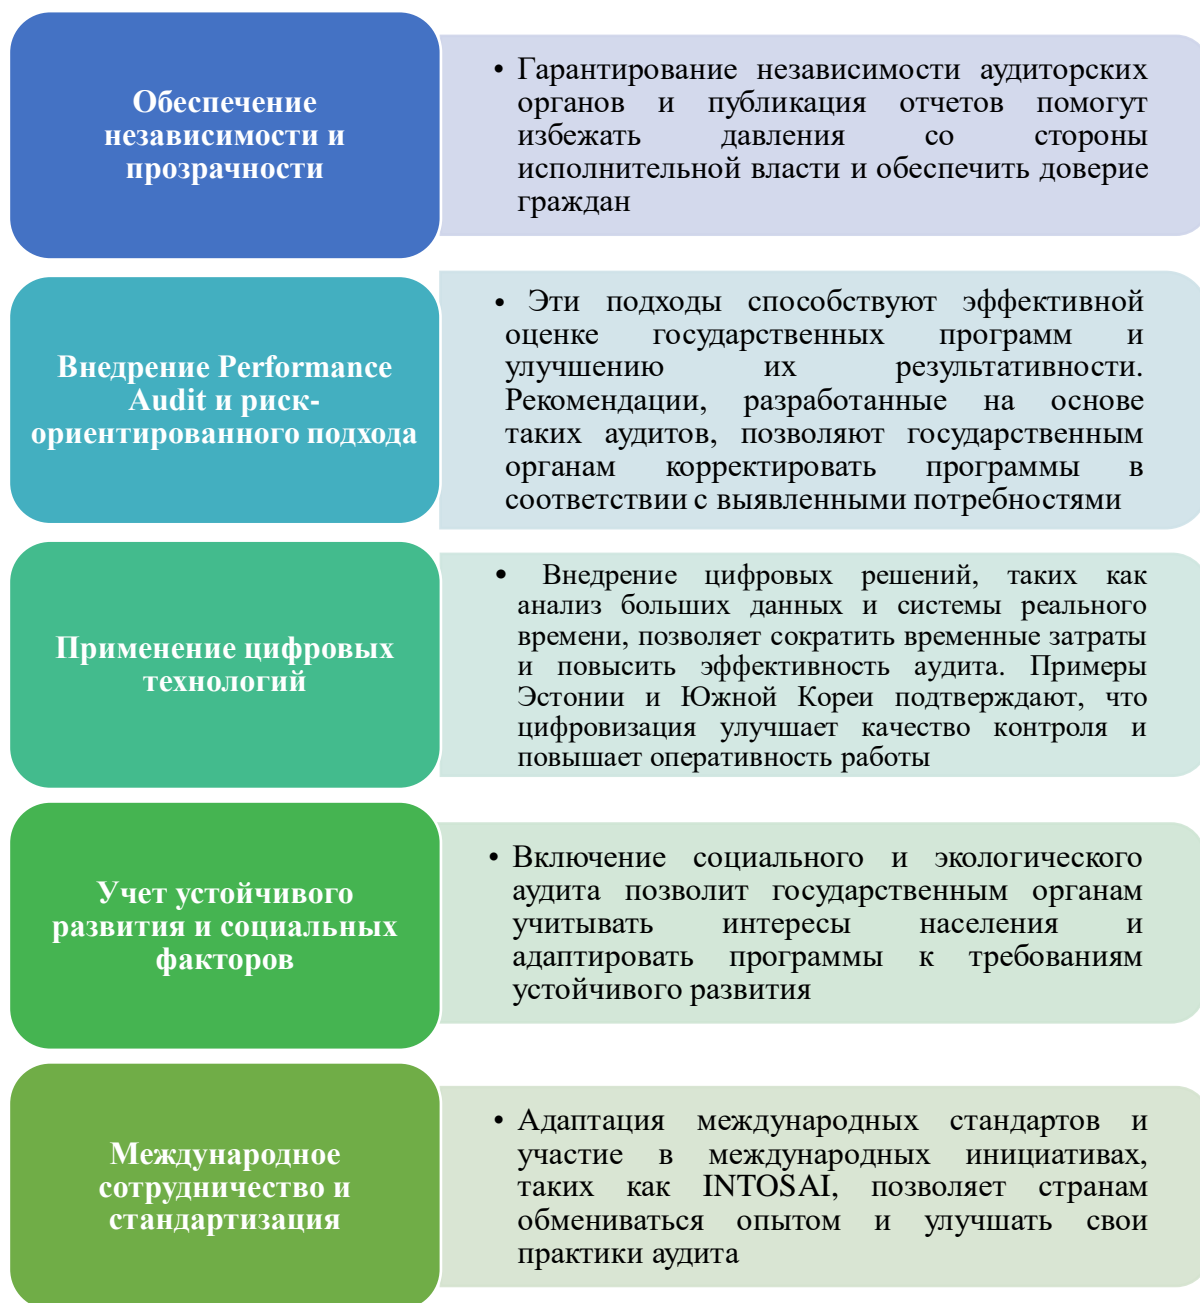 Обеспечение
независимости и
прозрачности
• Гарантирование независимости аудиторских
органов и публикация отчетов помогут
избежать давления со стороны
исполнительной власти и обеспечить доверие
граждан
Внедрение Performance
Audit и риск-
ориентированного подхода
• Эти подходы способствуют эффективной
оценке государственных программ и
улучшению их результативности.
Рекомендации, разработанные на основе
таких аудитов, позволяют государственным
органам корректировать программы в
соответствии с выявленными потребностями
Применение цифровых
технологий
• Внедрение цифровых решений, таких как
анализ больших данных и системы реального
времени, позволяет сократить временные затраты
и повысить эффективность аудита. Примеры
Эстонии и Южной Кореи подтверждают, что
цифровизация улучшает качество контроля и
повышает оперативность работы
Учет устойчивого
развития и социальных
факторов
• Включение социального и экологического
аудита позволит государственным органам
учитывать интересы населения и
адаптировать программы к требованиям
устойчивого развития
Международное
сотрудничество и
стандартизация
• Адаптация международных стандартов и
участие в международных инициативах,
таких как INTOSAI, позволяет странам
обмениваться опытом и улучшать свои
практики аудита